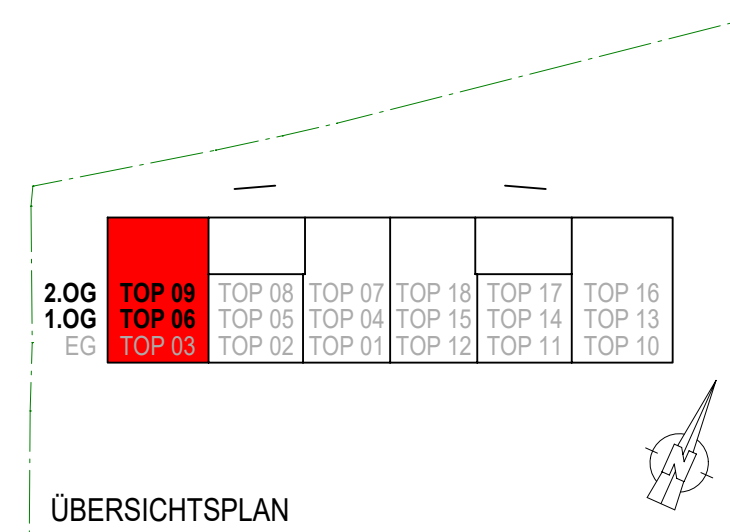 2.OG TOP 09 TOP 08 TOP 07 TOP 18 TOP 17 TOP 16
1.OG TOP 06 TOP 05 TOP 04 TOP 15 TOP 14 TOP 13
EG TOP 03 TOP 02 TOP 01 TOP 12 TOP 11 TOP 10
N
ÜBERSICHTSPLAN